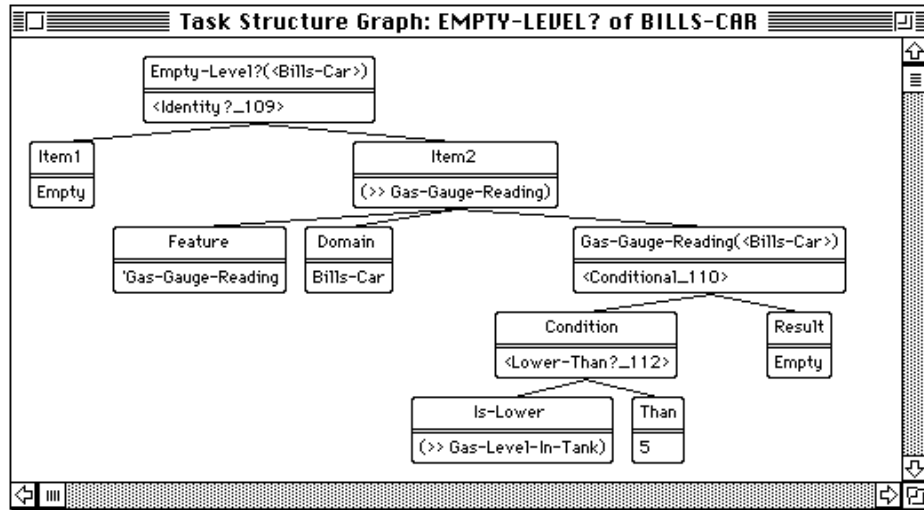 Task Structure Graph: EMPTY-LEVEL? of BILLS-CAR
Empty-Level?(<Bills-Car>)
<Identity?_109>
Item1
Empty
Item2
(>> Gas-Gauge-Reading)
Feature
'Gas-Gauge-Reading
Domain
Bills-Car
Gas-Gauge-Reading(<Bills-Car>)
<Conditional_110>
Condition
<Lower-Than?_112>
Result
Empty
Is-Lower
(>> Gas-Level-In-Tank)
Than
5